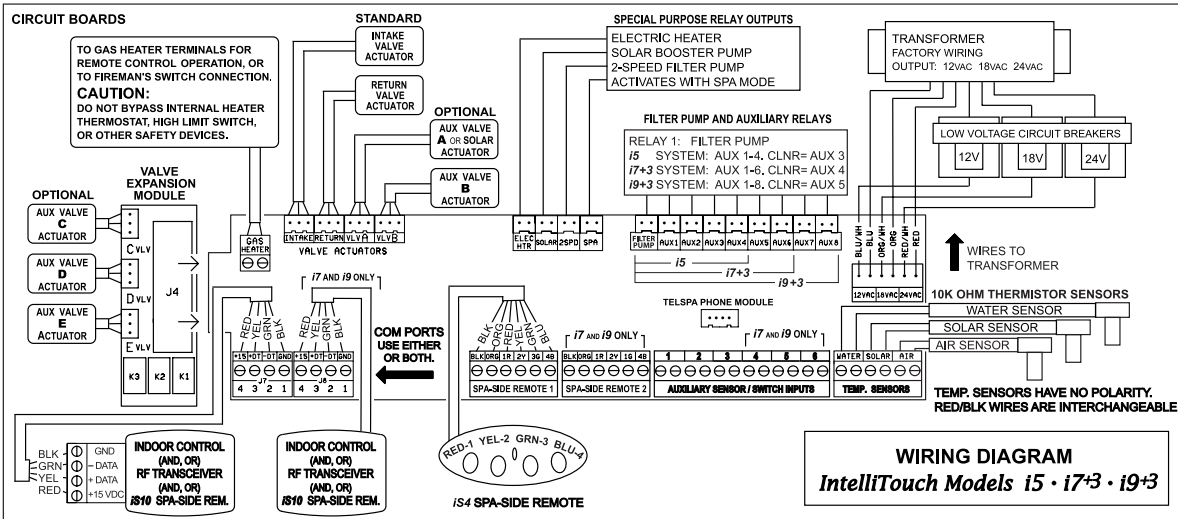 CIRCUIT BOARDS
TO GAS HEATER TERMINALS FOR
REMOTE CONTROL OPERATION, OR
TO FIREMAN'S SWITCH CONNECTION.
CAUTION:
DO NOT BYPASS INTERNAL HEATER
THERMOSTAT, HIGH LIMIT SWITCH,
OR OTHER SAFETY DEVICES.
STANDARD
INTAKE
VALVE
ACTUATOR
RETURN
VALVE
ACTUATOR
OPTIONAL
AUX VALVE
A OR SOLAR
ACTUATOR
AUX VALVE
B
ACTUATOR
SPECIAL PURPOSE RELAY OUTPUTS
ELECTRIC HEATER
SOLAR BOOSTER PUMP
2-SPEED FILTER PUMP
ACTIVATES WITH SPA MODE
FILTER PUMP AND AUXILIARY RELAYS
RELAY 1: FILTER PUMP
i5 SYSTEM: AUX 1-4. CLNR= AUX 3
i7+3 SYSTEM: AUX 1-6. CLNR= AUX 4
i9+3 SYSTEM: AUX 1-8. CLNR= AUX 5
TRANSFORMER
FACTORY WIRING
OUTPUT: 12VAC 18VAC 24VAC
LOW VOLTAGE CIRCUIT BREAKERS
12V 18V 24V
OPTIONAL
AUX VALVE
C
ACTUATOR
AUX VALVE
D
ACTUATOR
AUX VALVE
E
ACTUATOR
VALVE
EXPANSION
MODULE
C VLV
D VLV
E VLV
J4
K3 K2 K1
GAS
HEATER
INTAKE RETURN VLV A VLV B
VALVE ACTUATORS
ELEC
HTR SOLAR 2SPD SPA
FILTER
PUMP AUX1 AUX2 AUX3 AUX4 AUX5 AUX6 AUX7 AUX8
i5
i7+3
i9+3
BLU/WH BLU ORG/WH ORG RED/WH RED
12VAC 18VAC 24VAC
WIRES TO
TRANSFORMER
TELSPA PHONE MODULE
10K OHM THERMISTOR SENSORS
WATER SENSOR
SOLAR SENSOR
AIR SENSOR
TEMP. SENSORS HAVE NO POLARITY.
RED/BLK WIRES ARE INTERCHANGEABLE
i7 AND i9 ONLY
RED YEL GRN BLK
RED YEL GRN BLK
+15 +DT -DT GND
J7
4 3 2 1
+15 +DT -DT GND
J8
4 3 2 1
COM PORTS
USE EITHER
OR BOTH.
BLK ORG RED YEL GRN BLU
BLK ORG 1R 2Y 3G 4B
SPA-SIDE REMOTE 1
i7 AND i9 ONLY
BLK ORG 1R 2Y 1G 4B
SPA-SIDE REMOTE 2
i7 AND i9 ONLY
1 2 3 4 5 6
AUXILIARY SENSOR / SWITCH INPUTS
WATER SOLAR AIR
TEMP. SENSORS
BLK GND
GRN – DATA
YEL + DATA
RED +15 VDC
INDOOR CONTROL
(AND, OR)
RF TRANSCEIVER
(AND, OR)
iS10 SPA-SIDE REM.
INDOOR CONTROL
(AND, OR)
RF TRANSCEIVER
(AND, OR)
iS10 SPA-SIDE REM.
RED-1 YEL-2 GRN-3 BLU-4
iS4 SPA-SIDE REMOTE
WIRING DIAGRAM
IntelliTouch Models i5 · i7+3 · i9+3